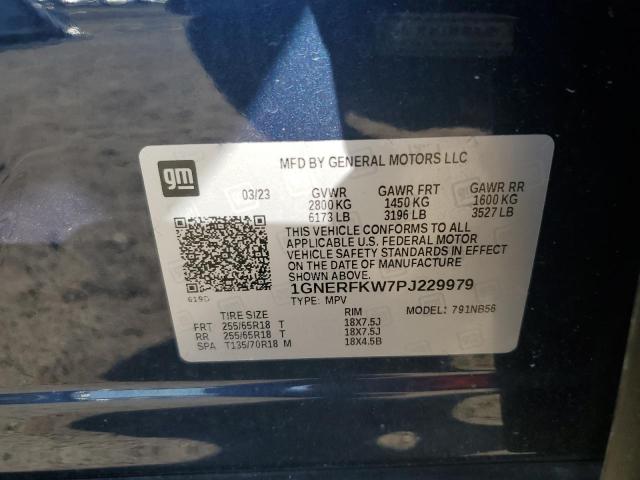 gm
MFD BY GENERAL MOTORS LLC
03/23 GVWR GAWR FRT GAWR RR
2800 KG 1450 KG 1600 KG
6173 LB 3196 LB 3527 LB
THIS VEHICLE CONFORMS TO ALL
APPLICABLE U.S. FEDERAL MOTOR
VEHICLE SAFETY STANDARDS IN EFFECT
ON THE DATE OF MANUFACTURE
SHOWN ABOVE.
619D 1GNERFKW7PJ229979
TYPE: MPV MODEL: 791NB56
TIRE SIZE RIM
FRT 255/65R18 T 18X7.5J
RR 255/65R18 T 18X7.5J
SPA T135/70R18 M 18X4.5B